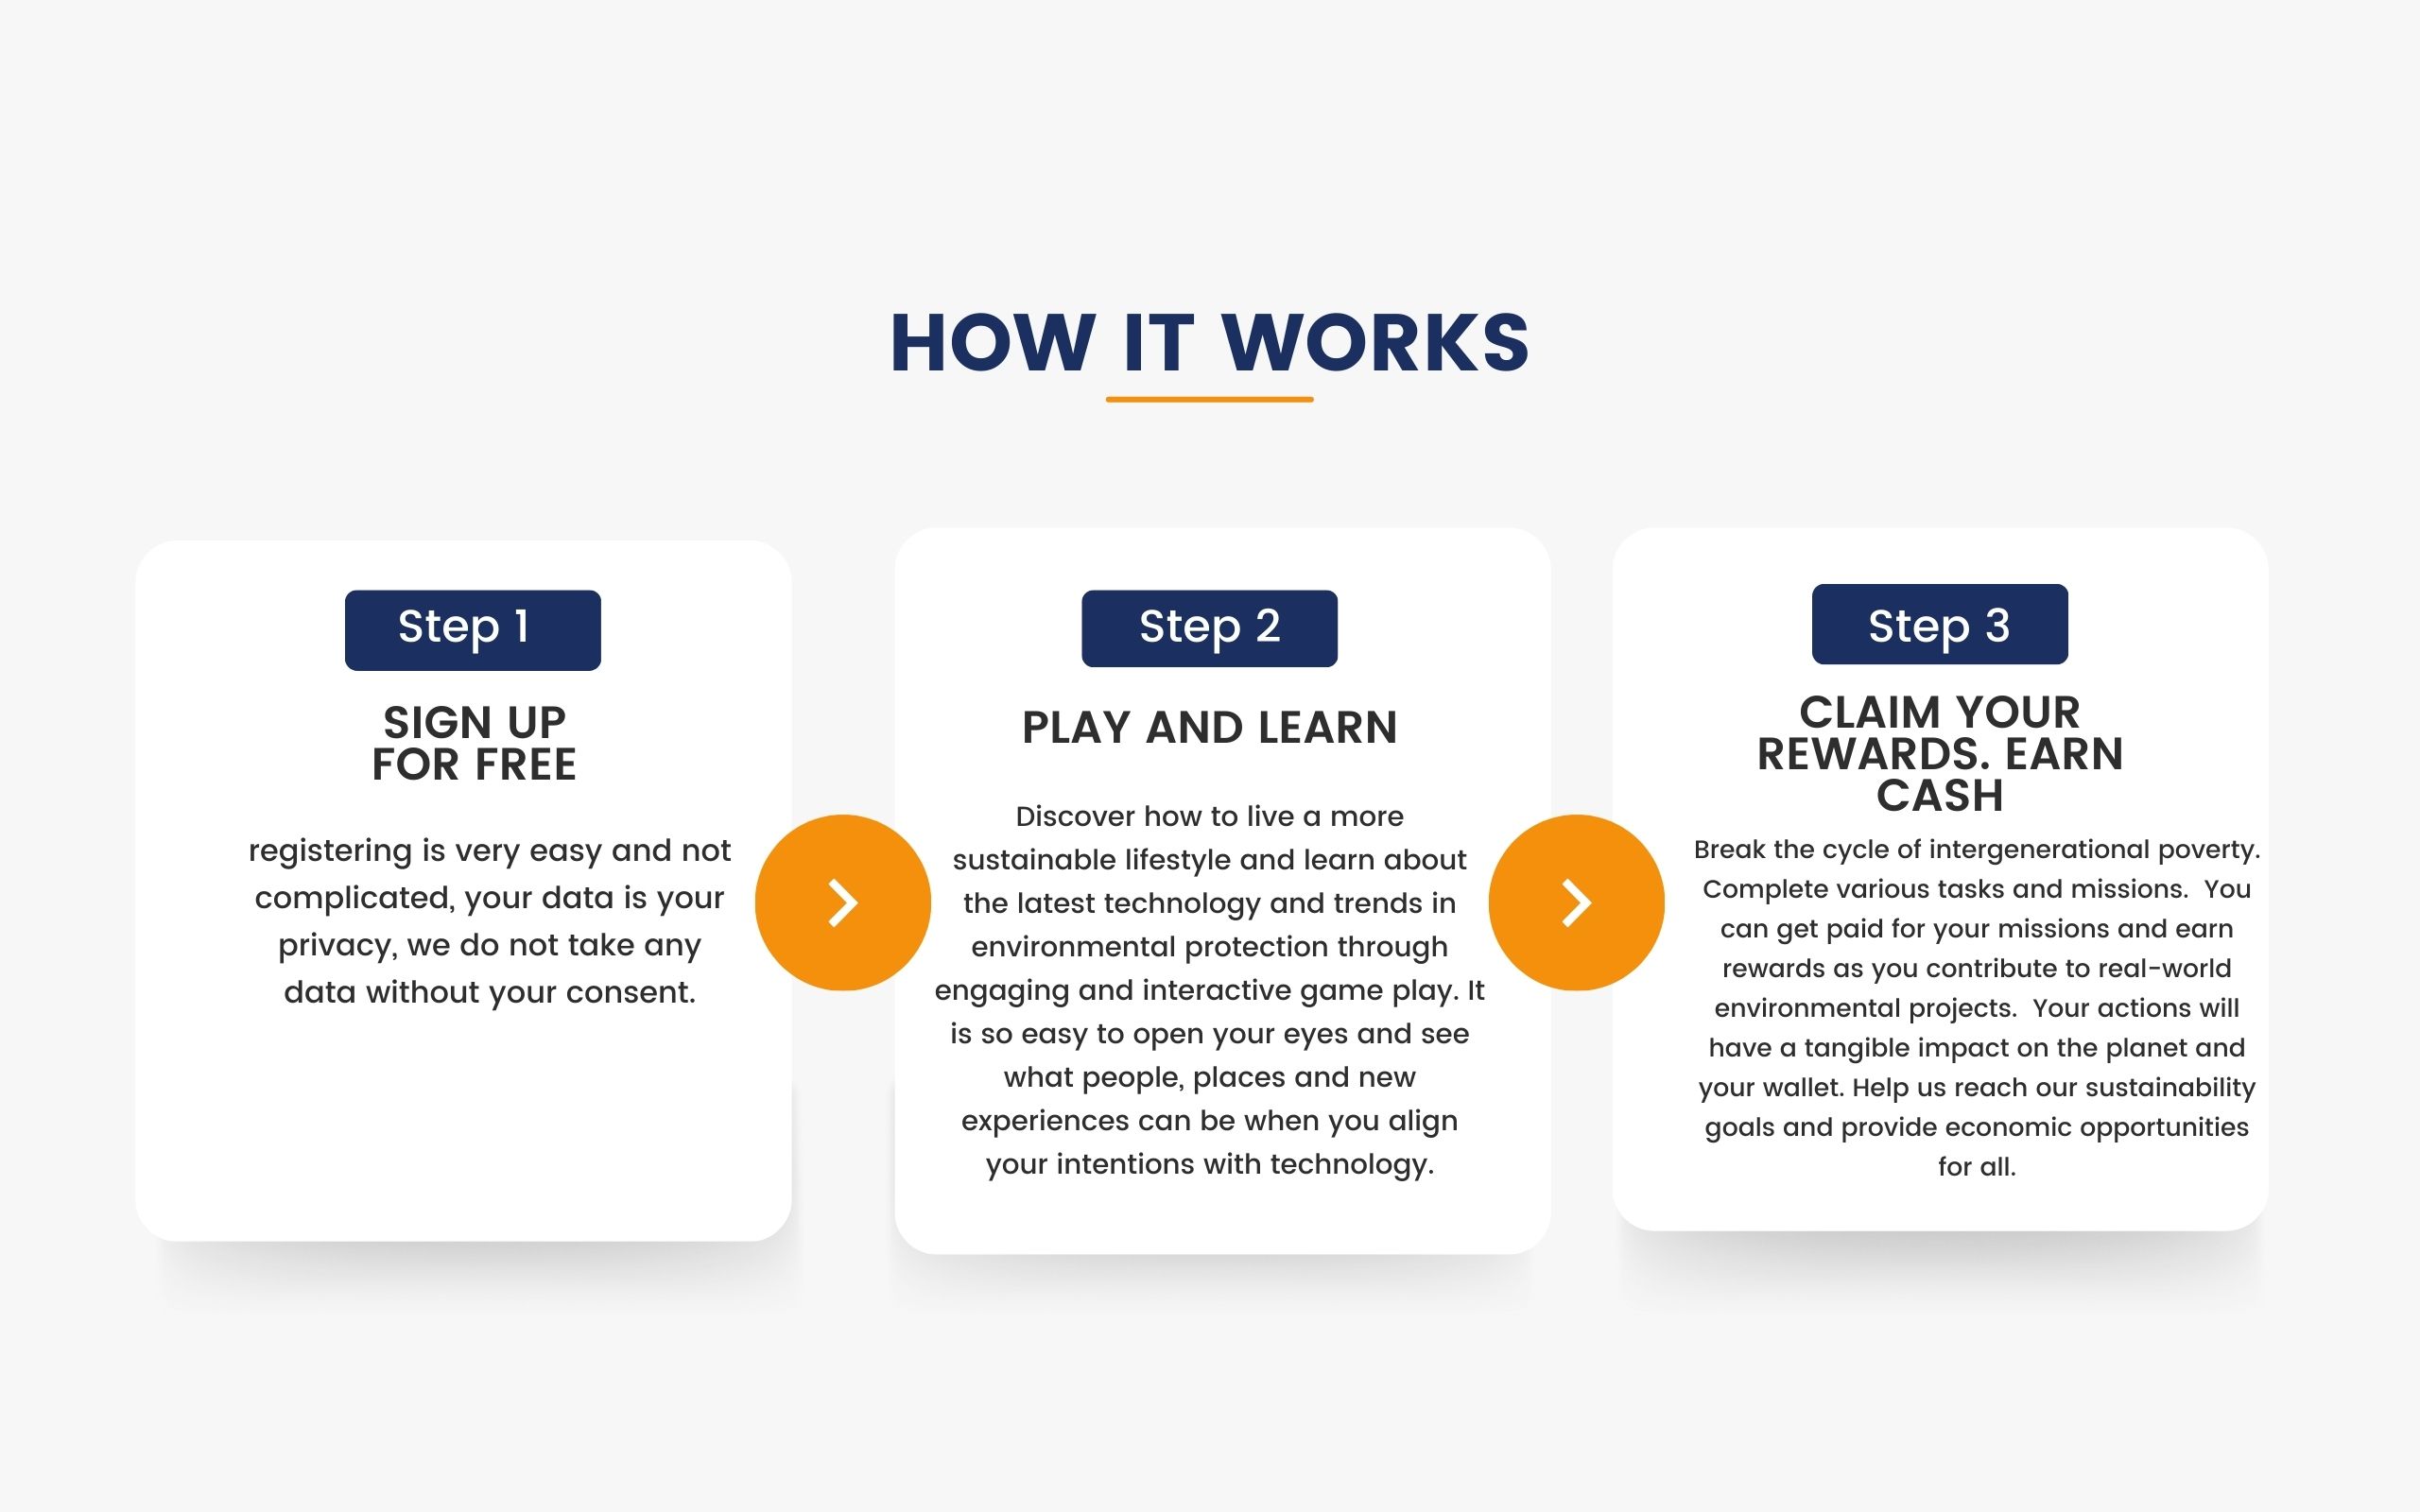 HOW IT WORKS
Step 1
SIGN UP
FOR FREE
registering is very easy and not
complicated, your data is your
privacy, we do not take any
data without your consent.
Step 2
PLAY AND LEARN
Discover how to live a more
sustainable lifestyle and learn about
the latest technology and trends in
environmental protection through
engaging and interactive game play. It
is so easy to open your eyes and see
what people, places and new
experiences can be when you align
your intentions with technology.
Step 3
CLAIM YOUR
REWARDS. EARN
CASH
Break the cycle of intergenerational poverty.
Complete various tasks and missions.  You
can get paid for your missions and earn
rewards as you contribute to real-world
environmental projects.  Your actions will
have a tangible impact on the planet and
your wallet. Help us reach our sustainability
goals and provide economic opportunities
for all.